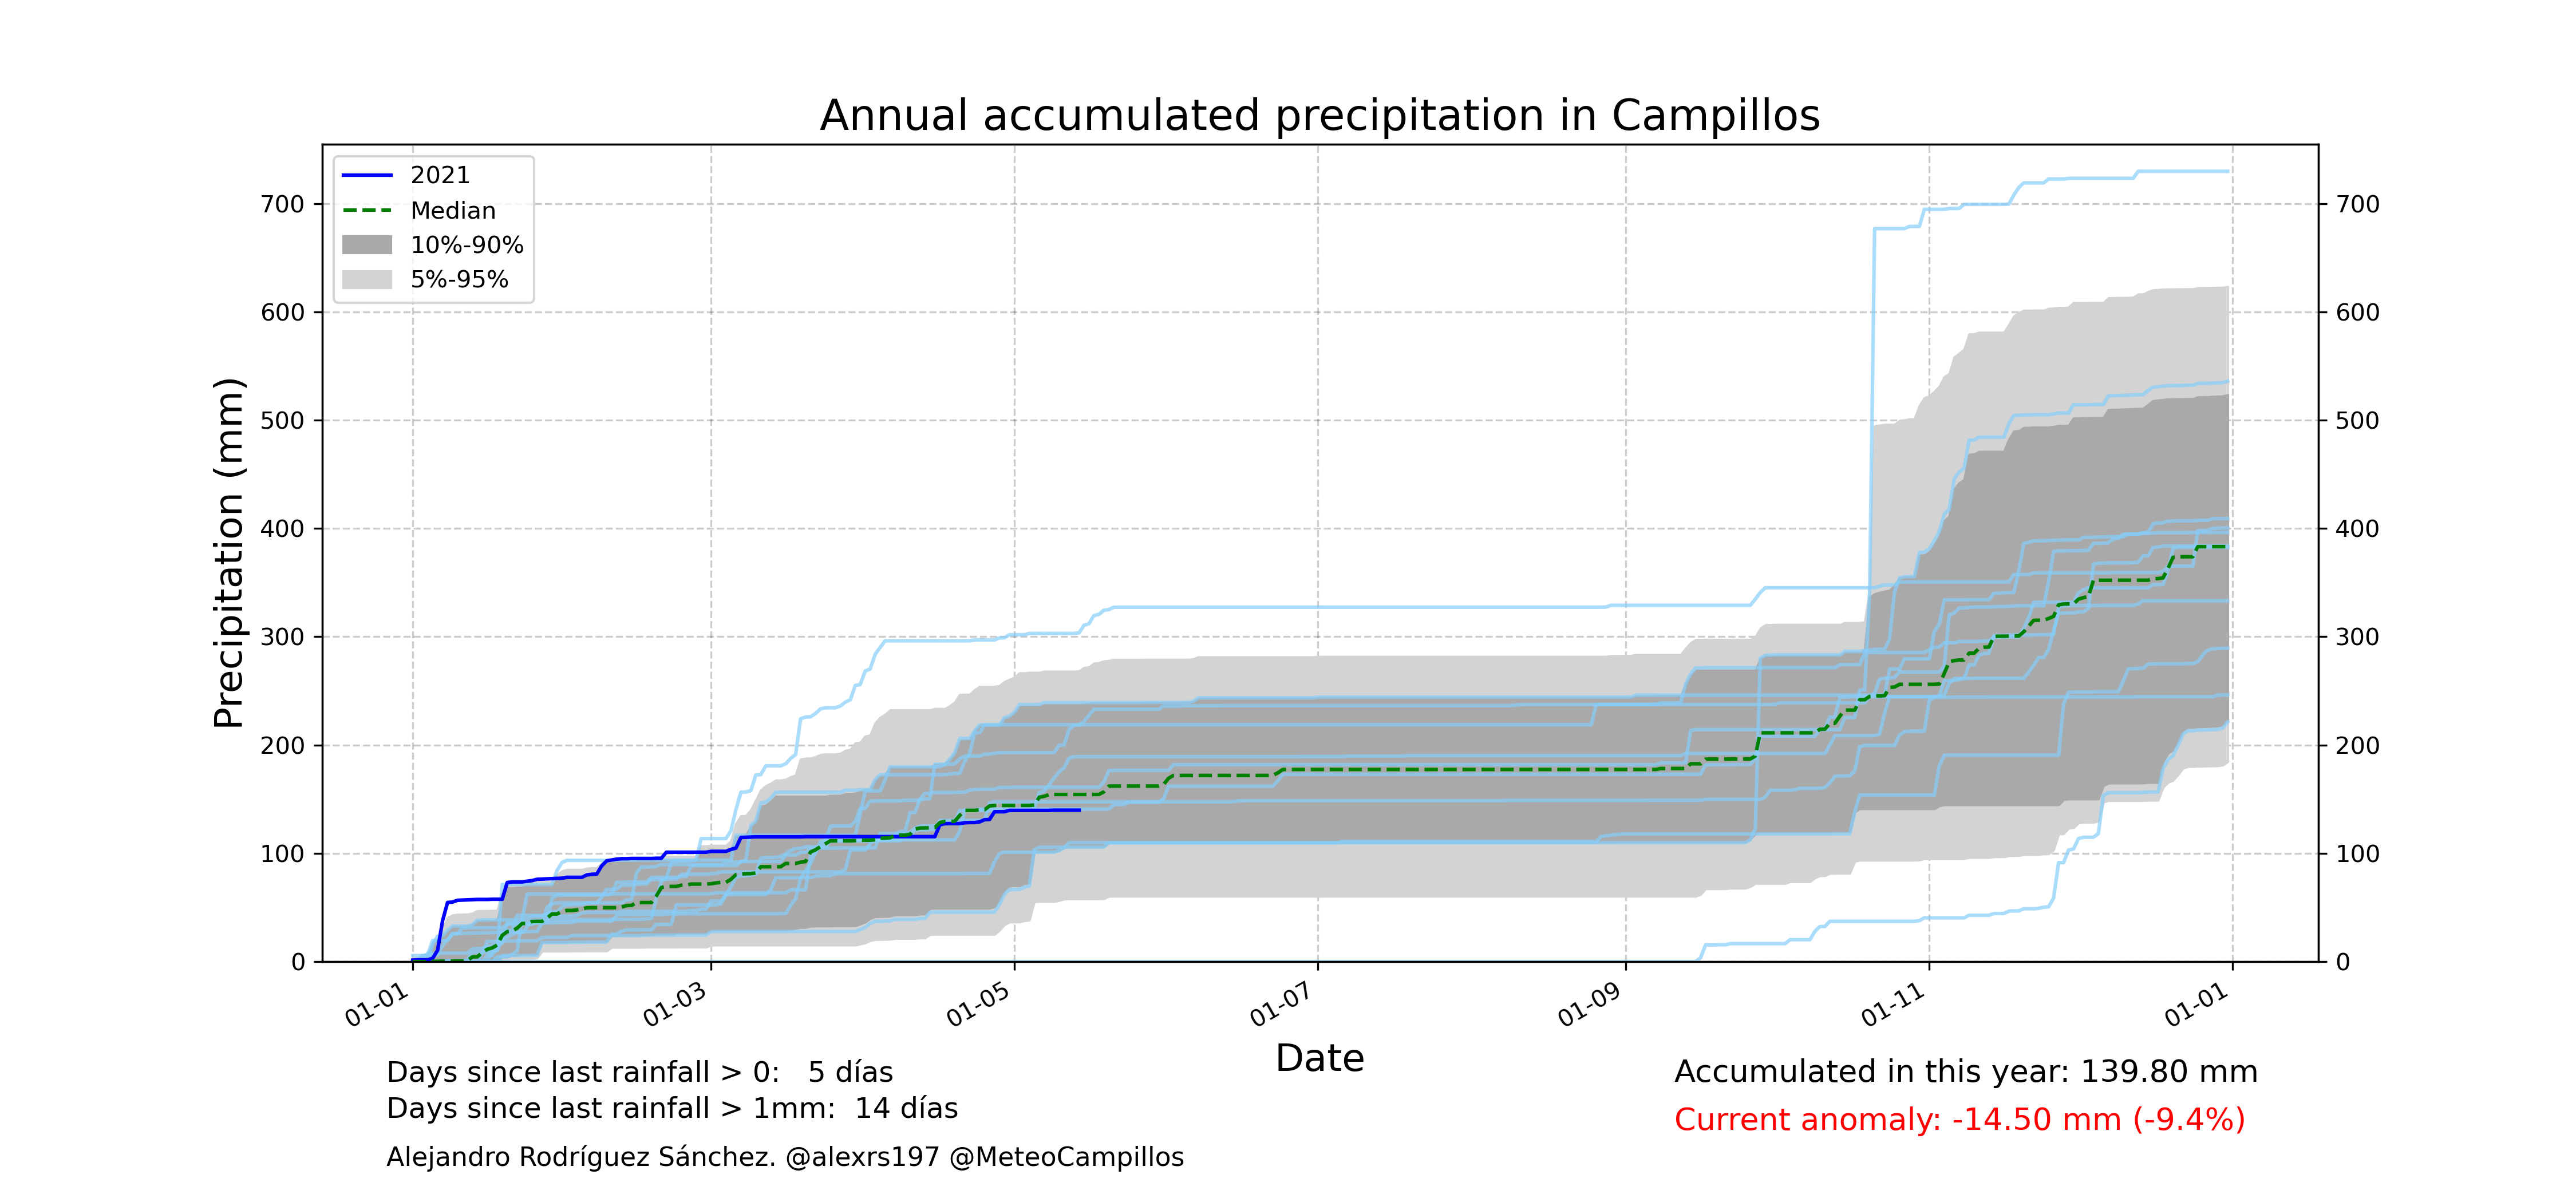 Annual accumulated precipitation in Campillos
2021
Median
10%-90%
5%-95%
Precipitation (mm)
700
600
500
400
300
200
100
0
700
600
500
400
300
200
100
0
01-01
01-03
01-05
01-07
01-09
01-11
01-01
Date
Days since last rainfall > 0:   5 días
Days since last rainfall > 1mm:  14 días
Alejandro Rodríguez Sánchez. @alexrs197 @MeteoCampillos
Accumulated in this year: 139.80 mm
Current anomaly: -14.50 mm (-9.4%)